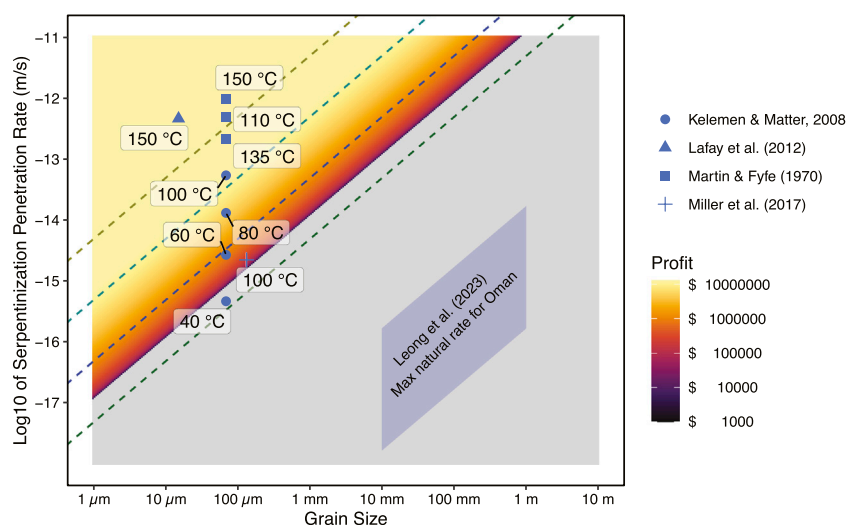 Log10 of Serpentinization Penetration Rate (m/s)
−11
−12
−13
−14
−15
−16
−17
150 °C
150 °C
110 °C
135 °C
100 °C
60 °C
80 °C
100 °C
40 °C
Leong et al. (2023)
Max natural rate for Oman
1 µm
10 µm
100 µm
1 mm
10 mm
100 mm
1 m
10 m
Grain Size
Kelemen & Matter, 2008
Lafay et al. (2012)
Martin & Fyfe (1970)
Miller et al. (2017)
Profit
$ 10000000
$ 1000000
$ 100000
$ 10000
$ 1000